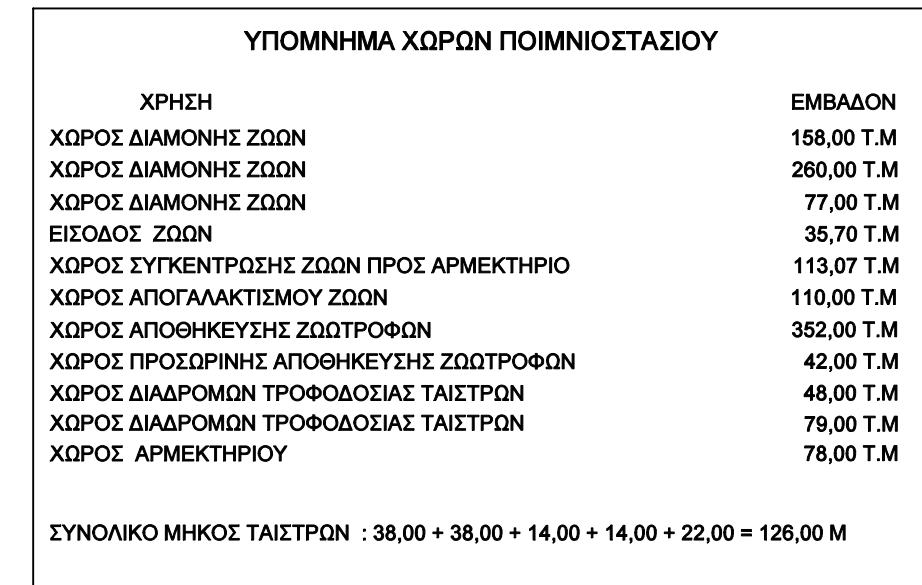 ΥΠΟΜΝΗΜΑ ΧΩΡΩΝ ΠΟΙΜΝΙΟΣΤΑΣΙΟΥ
ΧΡΗΣΗ ΕΜΒΑΔΟΝ
ΧΩΡΟΣ ΔΙΑΜΟΝΗΣ ΖΩΩΝ 158,00 Τ.Μ
ΧΩΡΟΣ ΔΙΑΜΟΝΗΣ ΖΩΩΝ 260,00 Τ.Μ
ΧΩΡΟΣ ΔΙΑΜΟΝΗΣ ΖΩΩΝ 77,00 Τ.Μ
ΕΙΣΟΔΟΣ ΖΩΩΝ 35,70 Τ.Μ
ΧΩΡΟΣ ΣΥΓΚΕΝΤΡΩΣΗΣ ΖΩΩΝ ΠΡΟΣ ΑΡΜΕΚΤΗΡΙΟ 113,07 Τ.Μ
ΧΩΡΟΣ ΑΠΟΓΑΛΑΚΤΙΣΜΟΥ ΖΩΩΝ 110,00 Τ.Μ
ΧΩΡΟΣ ΑΠΟΘΗΚΕΥΣΗΣ ΖΩΩΤΡΟΦΩΝ 352,00 Τ.Μ
ΧΩΡΟΣ ΠΡΟΣΩΡΙΝΗΣ ΑΠΟΘΗΚΕΥΣΗΣ ΖΩΩΤΡΟΦΩΝ 42,00 Τ.Μ
ΧΩΡΟΣ ΔΙΑΔΡΟΜΩΝ ΤΡΟΦΟΔΟΣΙΑΣ ΤΑΙΣΤΡΩΝ 48,00 Τ.Μ
ΧΩΡΟΣ ΔΙΑΔΡΟΜΩΝ ΤΡΟΦΟΔΟΣΙΑΣ ΤΑΙΣΤΡΩΝ 79,00 Τ.Μ
ΧΩΡΟΣ ΑΡΜΕΚΤΗΡΙΟΥ 78,00 Τ.Μ
ΣΥΝΟΛΙΚΟ ΜΗΚΟΣ ΤΑΙΣΤΡΩΝ : 38,00 + 38,00 + 14,00 + 14,00 + 22,00 = 126,00 Μ